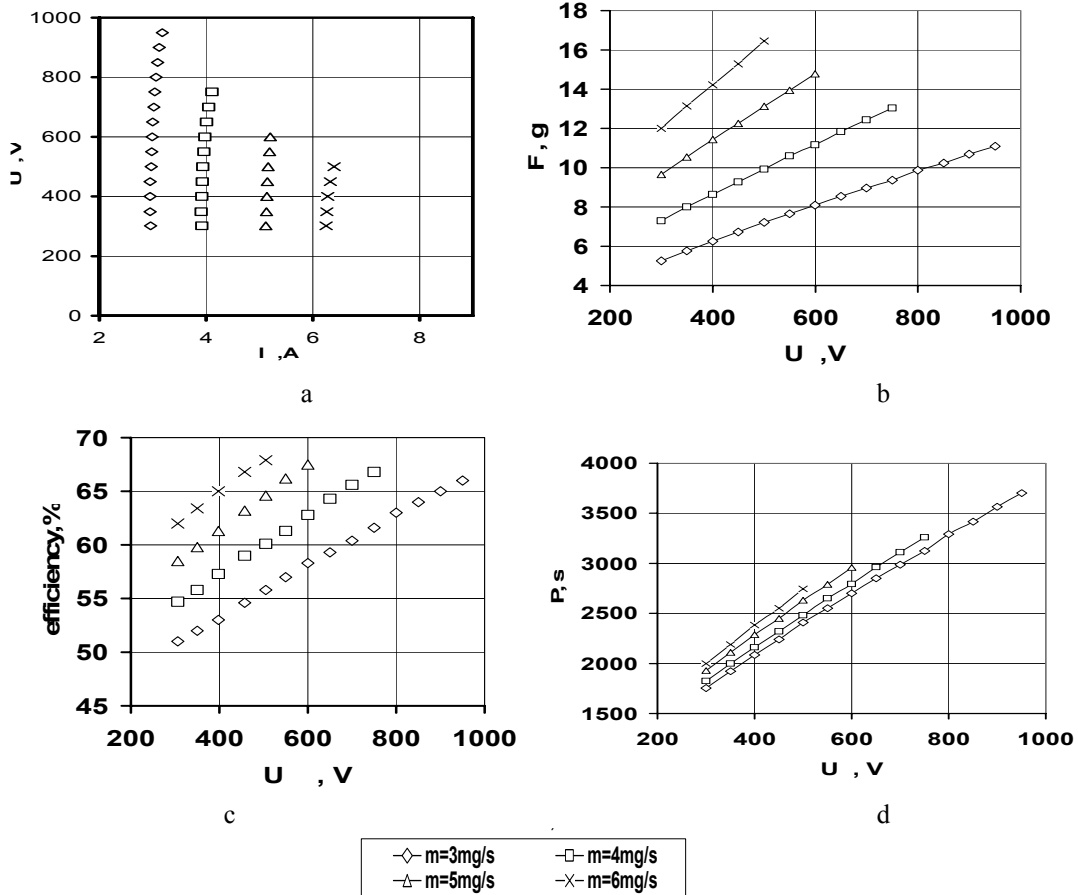 1000
800
600
400
200
0
U , V
2 4 6 8
I ,A
a
18
16
14
12
10
8
6
4
F, g
200 400 600 800 1000
U , V
b
70
65
60
55
50
45
efficiency,%
200 400 600 800 1000
U , V
c
4000
3500
3000
2500
2000
1500
P, s
200 400 600 800 1000
U , V
d
m=3mg/s m=4mg/s
m=5mg/s m=6mg/s